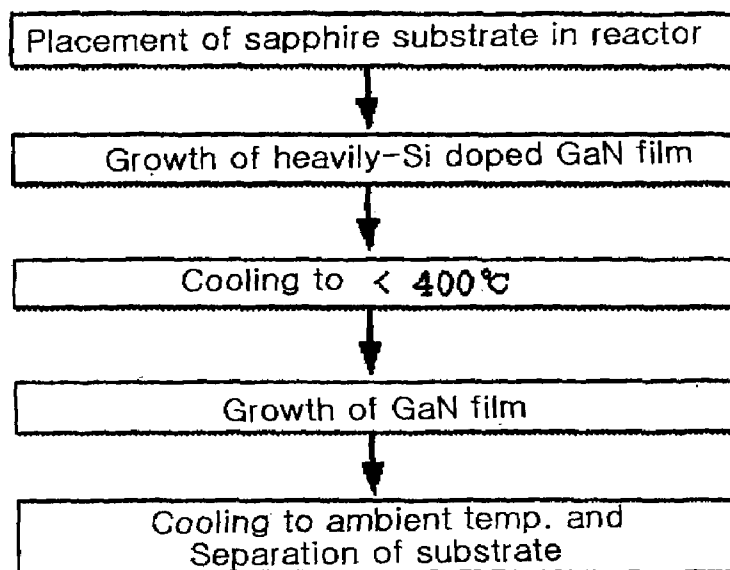 Placement of sapphire substrate in reactor
Growth of heavily-Si doped GaN film
Cooling to < 400℃
Growth of GaN film
Cooling to ambient temp. and
Separation of substrate